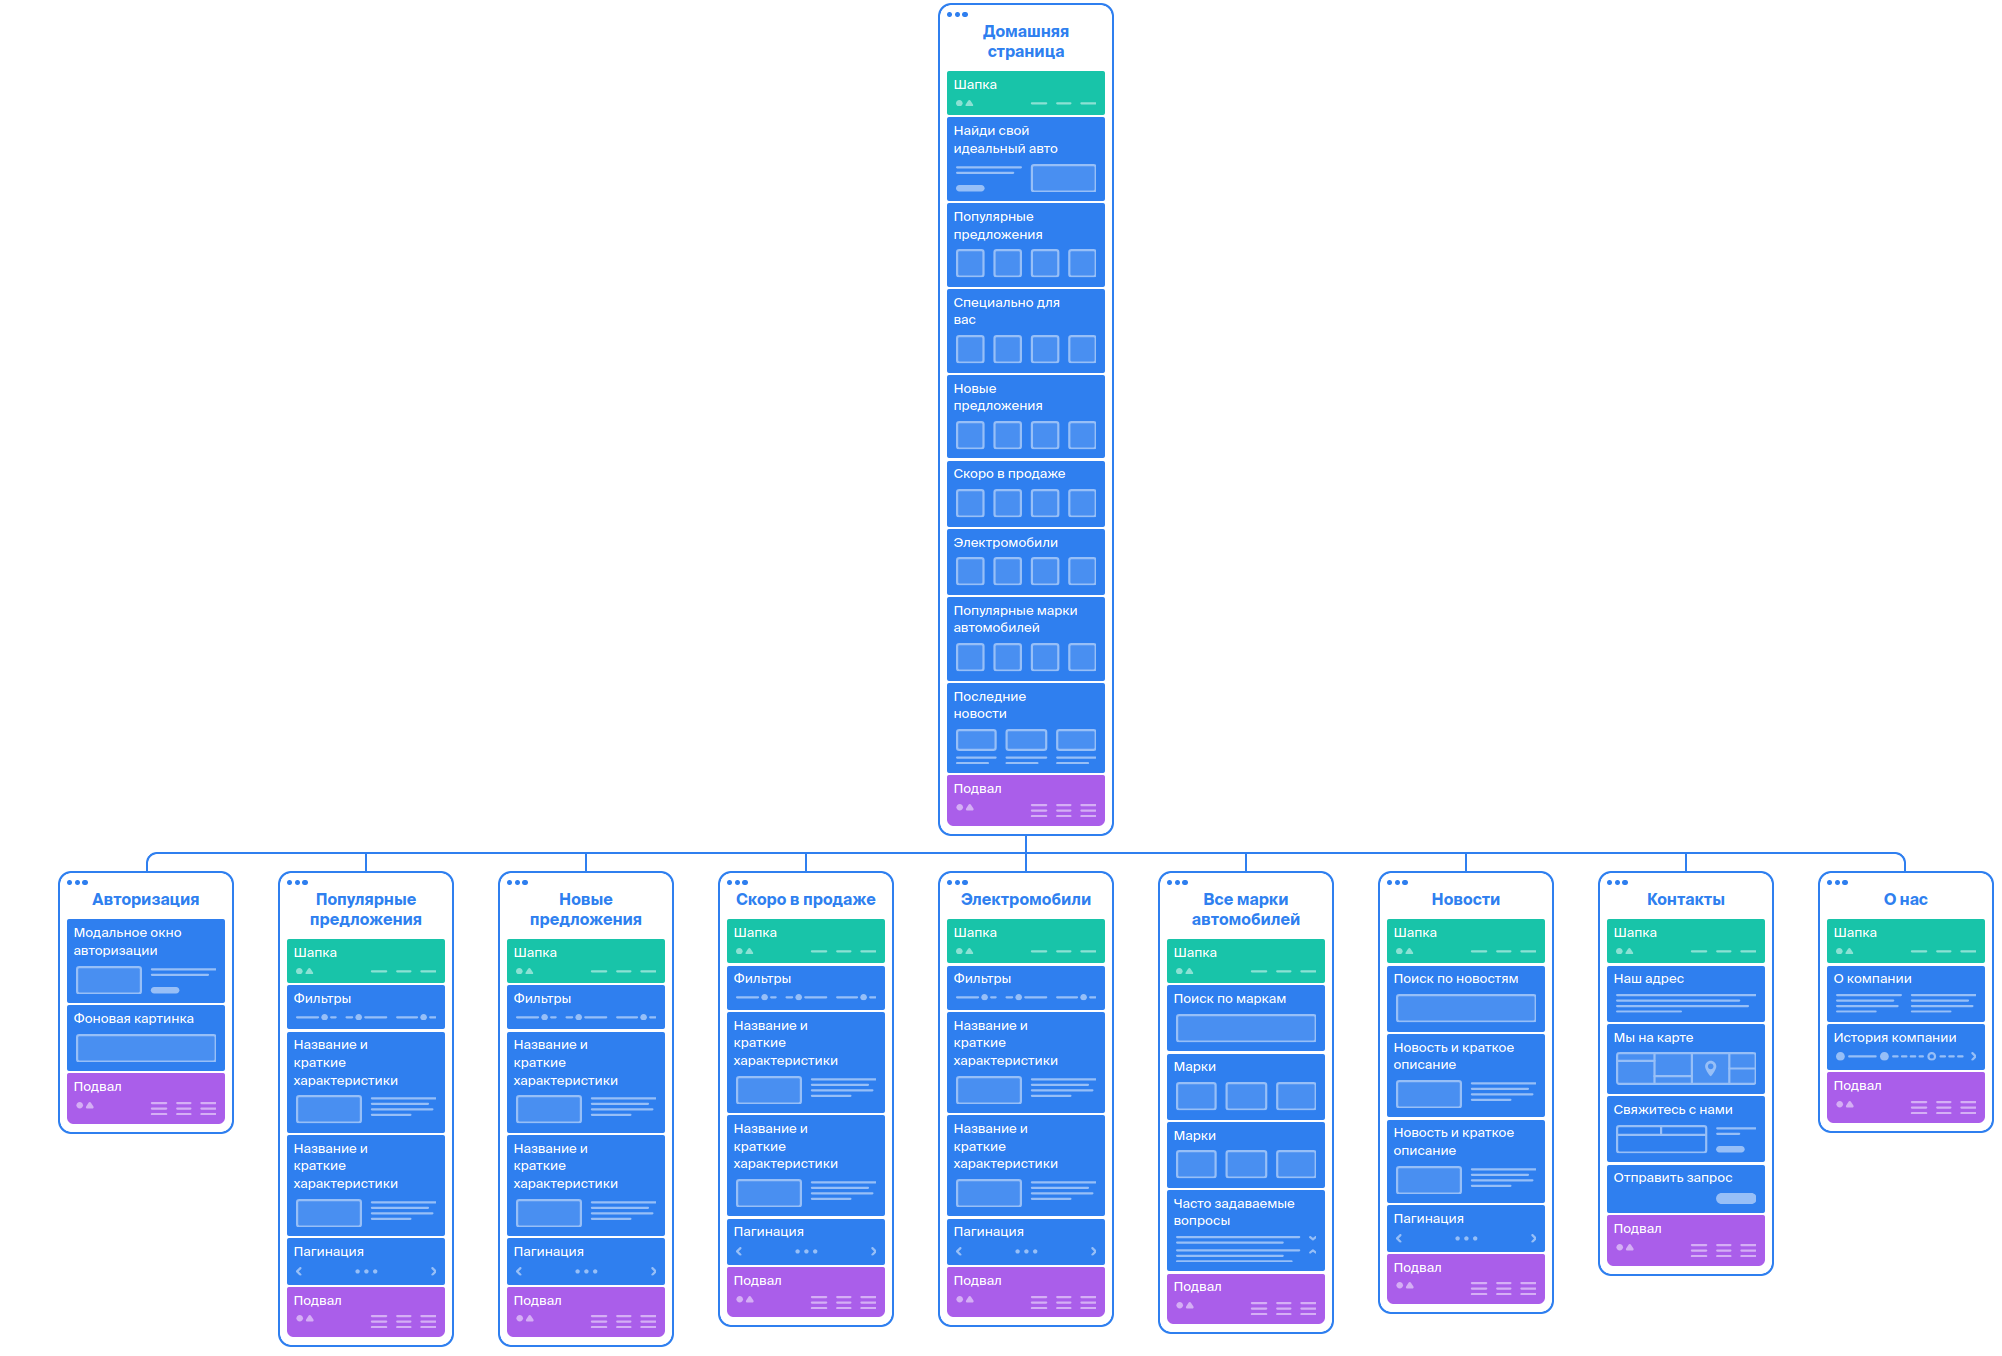 Домашняя
страница
Шапка
Найди свой
идеальный авто
Популярные
предложения
Специально для
вас
Новые
предложения
Скоро в продаже
Электромобили
Популярные марки
автомобилей
Последние
новости
Подвал
Авторизация
Модальное окно
авторизации
Фоновая картинка
Подвал
Популярные
предложения
Шапка
Фильтры
Название и
краткие
характеристики
Название и
краткие
характеристики
Пагинация
Подвал
Новые
предложения
Шапка
Фильтры
Название и
краткие
характеристики
Название и
краткие
характеристики
Пагинация
Подвал
Скоро в продаже
Шапка
Фильтры
Название и
краткие
характеристики
Название и
краткие
характеристики
Пагинация
Подвал
Электромобили
Шапка
Фильтры
Название и
краткие
характеристики
Название и
краткие
характеристики
Пагинация
Подвал
Все марки
автомобилей
Шапка
Поиск по маркам
Марки
Марки
Часто задаваемые
вопросы
Подвал
Новости
Шапка
Поиск по новостям
Новость и краткое
описание
Новость и краткое
описание
Пагинация
Подвал
Контакты
Шапка
Наш адрес
Мы на карте
Свяжитесь с нами
Отправить запрос
Подвал
О нас
Шапка
О компании
История компании
Подвал